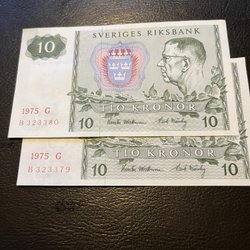 SVERIGES RIKSBANK
10
1975 G
B 323380
10 TIO KRONOR 10
1975 G
B 323379
10 TIO KRONOR 10